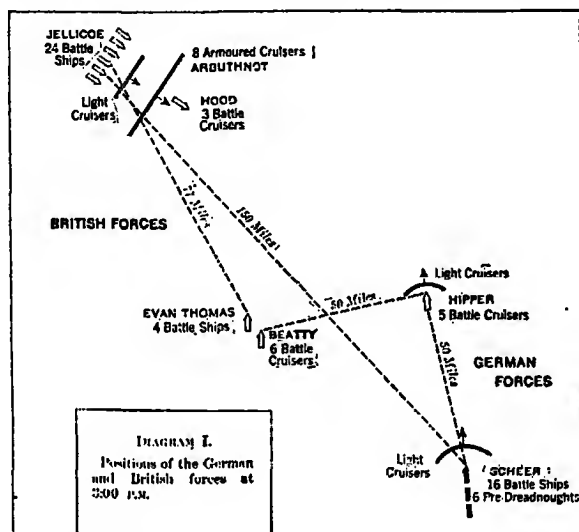 JELLICOE
24 Battle
Ships
8 Armoured Cruisers
ARBUTHNOT
Light
Cruisers
HOOD
3 Battle
Cruisers
77 Miles
150 Miles
BRITISH FORCES
Light Cruisers
50 Miles
HIPPER
5 Battle Cruisers
EVAN THOMAS
4 Battle Ships
BEATTY
6 Battle
Cruisers
50 Miles
GERMAN
FORCES
DIAGRAM I.
Positions of the German
and British forces at
3:00 P.M.
Light
Cruisers
SCHEER
16 Battle Ships
6 Pre-Dreadnoughts